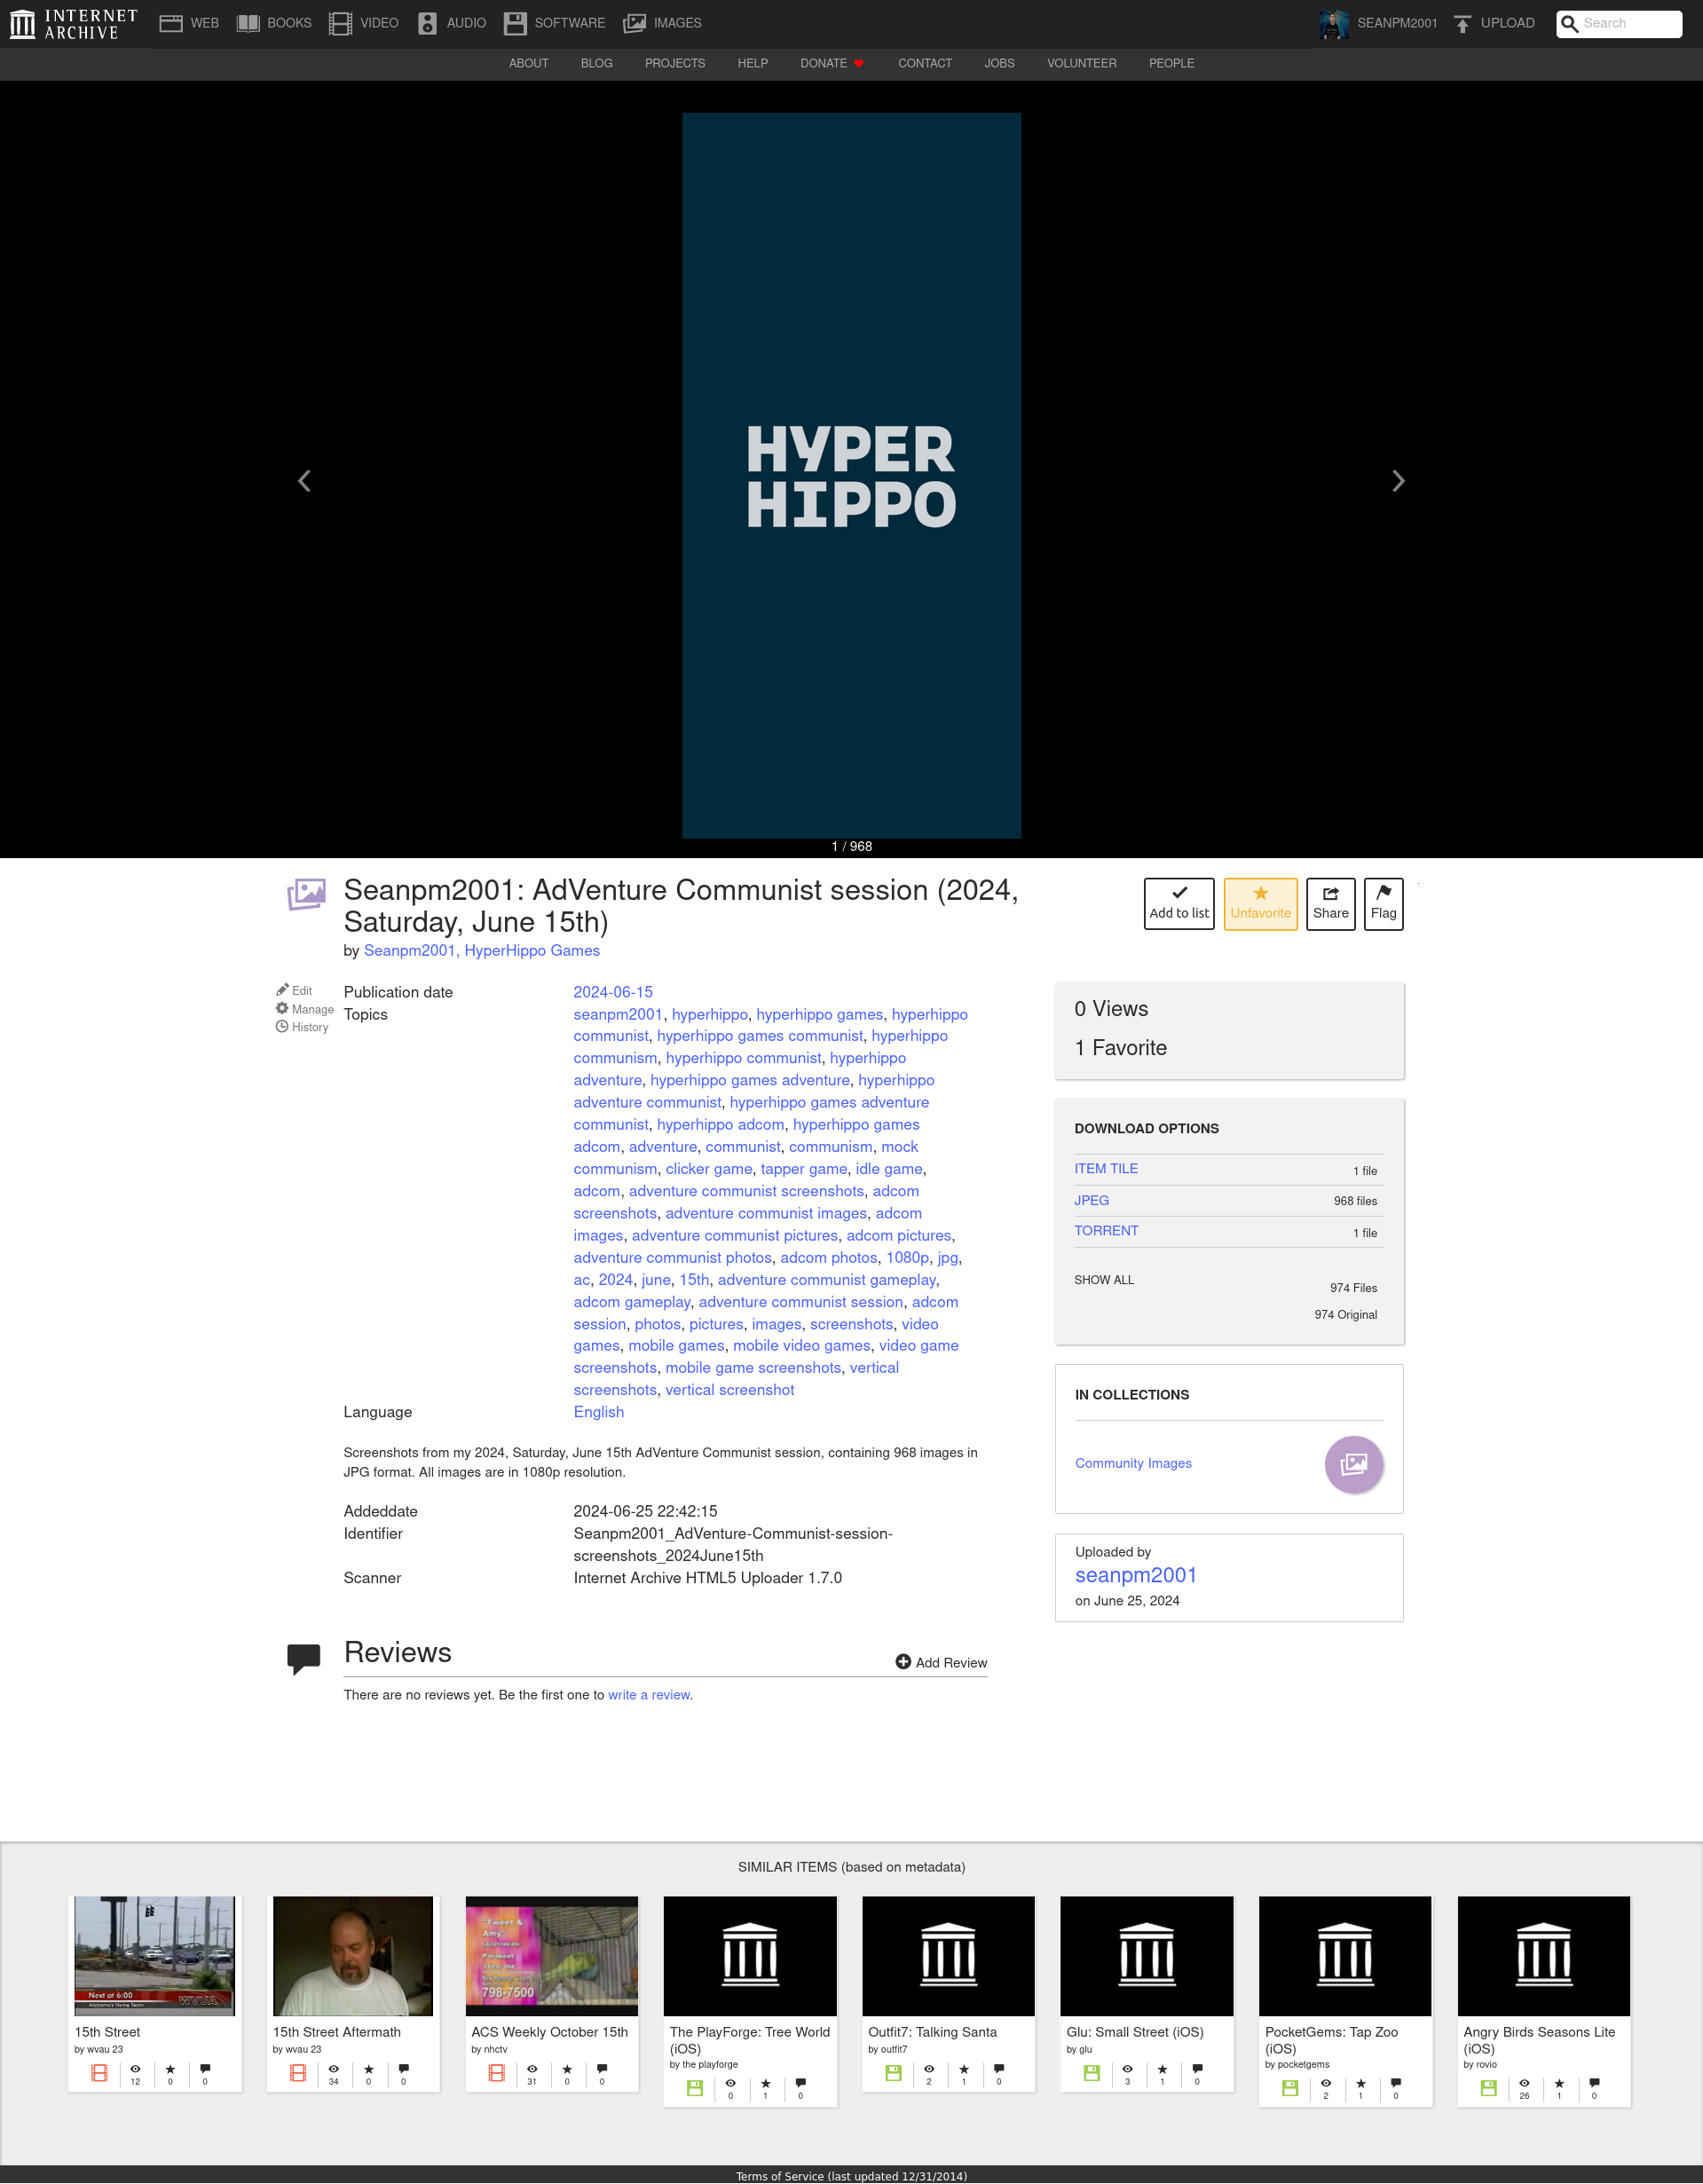 INTERNET ARCHIVE WEB BOOKS VIDEO AUDIO SOFTWARE IMAGES SEANPM2001 UPLOAD Search
ABOUT BLOG PROJECTS HELP DONATE CONTACT JOBS VOLUNTEER PEOPLE
HYPER
HIPPO
1 / 968
Seanpm2001: AdVenture Communist session (2024,
Saturday, June 15th)
by Seanpm2001, HyperHippo Games
Add to list Unfavorite Share Flag
Edit
Manage
History
Publication date 2024-06-15
Topics seanpm2001, hyperhippo, hyperhippo games, hyperhippo
communist, hyperhippo games communist, hyperhippo
communism, hyperhippo communist, hyperhippo
adventure, hyperhippo games adventure, hyperhippo
adventure communist, hyperhippo games adventure
communist, hyperhippo adcom, hyperhippo games
adcom, adventure, communist, communism, mock
communism, clicker game, tapper game, idle game,
adcom, adventure communist screenshots, adcom
screenshots, adventure communist images, adcom
images, adventure communist pictures, adcom pictures,
adventure communist photos, adcom photos, 1080p, jpg,
ac, 2024, june, 15th, adventure communist gameplay,
adcom gameplay, adventure communist session, adcom
session, photos, pictures, images, screenshots, video
games, mobile games, mobile video games, video game
screenshots, mobile game screenshots, vertical
screenshots, vertical screenshot
Language English
Screenshots from my 2024, Saturday, June 15th AdVenture Communist session, containing 968 images in
JPG format. All images are in 1080p resolution.
Addeddate 2024-06-25 22:42:15
Identifier Seanpm2001_AdVenture-Communist-session-
screenshots_2024June15th
Scanner Internet Archive HTML5 Uploader 1.7.0
0 Views
1 Favorite
DOWNLOAD OPTIONS
ITEM TILE 1 file
JPEG 968 files
TORRENT 1 file
SHOW ALL
974 Files
974 Original
IN COLLECTIONS
Community Images
Uploaded by
seanpm2001
on June 25, 2024
Reviews
Add Review
There are no reviews yet. Be the first one to write a review.
SIMILAR ITEMS (based on metadata)
Next at 6:00
Alabama's Home Team
WVUA
15th Street
by wvau 23
12 0 0
15th Street Aftermath
by wvau 23
34 0 0
"Tweet &
Amy"
Parakeet
798-7500
ACS Weekly October 15th
by nhctv
31 0 0
The PlayForge: Tree World
(iOS)
by the playforge
0 1 0
Outfit7: Talking Santa
by outfit7
2 1 0
Glu: Small Street (iOS)
by glu
3 1 0
PocketGems: Tap Zoo
(iOS)
by pocketgems
2 1 0
Angry Birds Seasons Lite
(iOS)
by rovio
26 1 0
Terms of Service (last updated 12/31/2014)